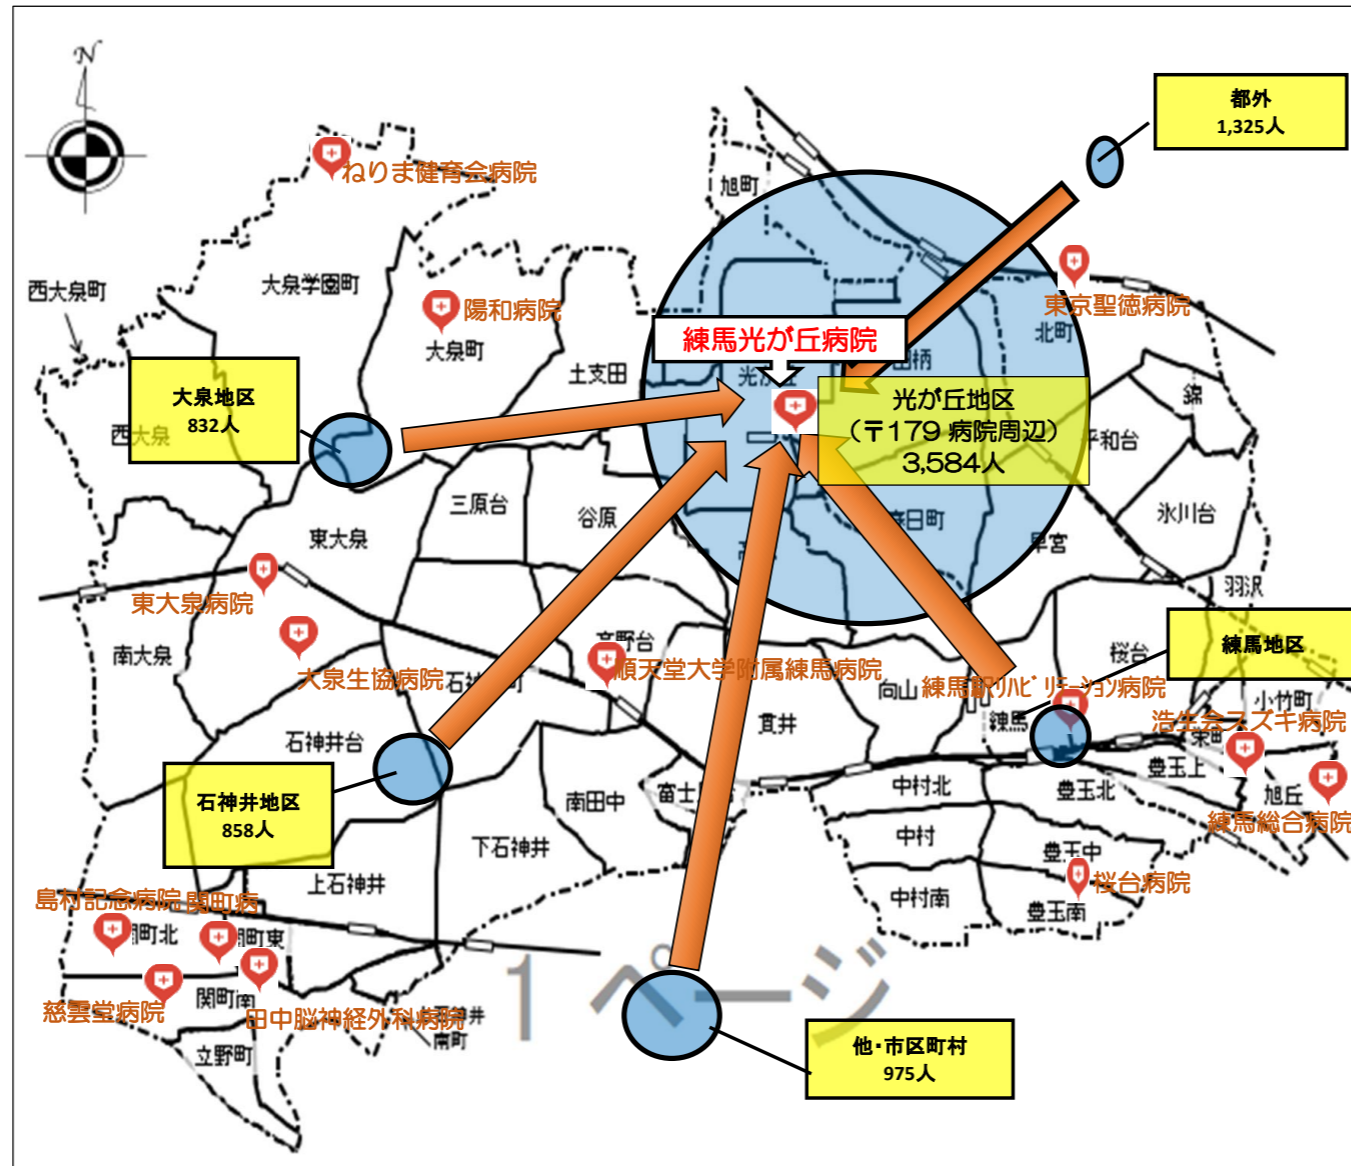 N
都外
1,325人
ねりま健育会病院
旭町
大泉学園町
西大泉町
陽和病院
大泉町
東京聖徳病院
北町
練馬光が丘病院
土支田
大泉地区
832人
光が丘地区
(〒179 病院周辺)
3,584人
西大泉
平和台
三原台
谷原
氷川台
東大泉
春日町
早宮
東大泉病院
羽沢
南大泉
大泉生協病院
高野台
順天堂大学附属練馬病院
向山
桜台
練馬地区
練馬駅リハビリテーション病院
小竹町
練馬
浩生会スズキ病院
石神井台
貫井
栄町
豊玉上
石神井地区
858人
南田中
中村北
豊玉北
旭丘
練馬総合病院
下石神井
中村
豊玉中
上石神井
桜台病院
中村南
豊玉南
島村記念病院
関町病
関町北
関町東
慈雲堂病院
関町南
田中脳神経外科病院
南町
立野町
1 ページ
他・市区町村
975人